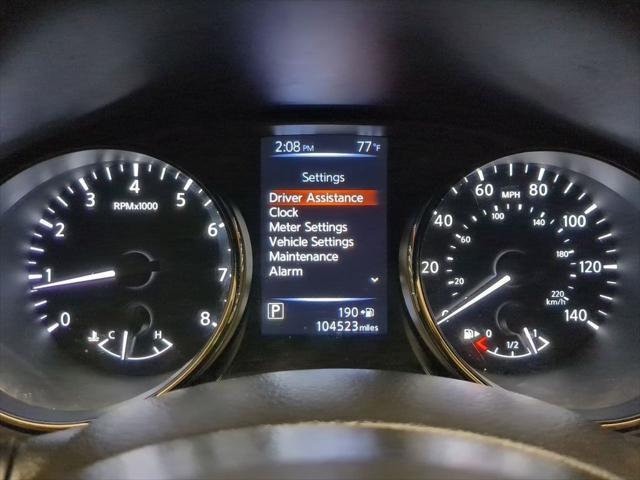 2:08 PM 77°F
Settings
Driver Assistance
Clock
Meter Settings
Vehicle Settings
Maintenance
Alarm
P 190
104523 miles
0 1 2 3 4 5 6 7 8
RPMx1000
C H
0 20 40 60 80 100 120 140
MPH
20 60 100 140 180 220
km/h
0 1/2 1